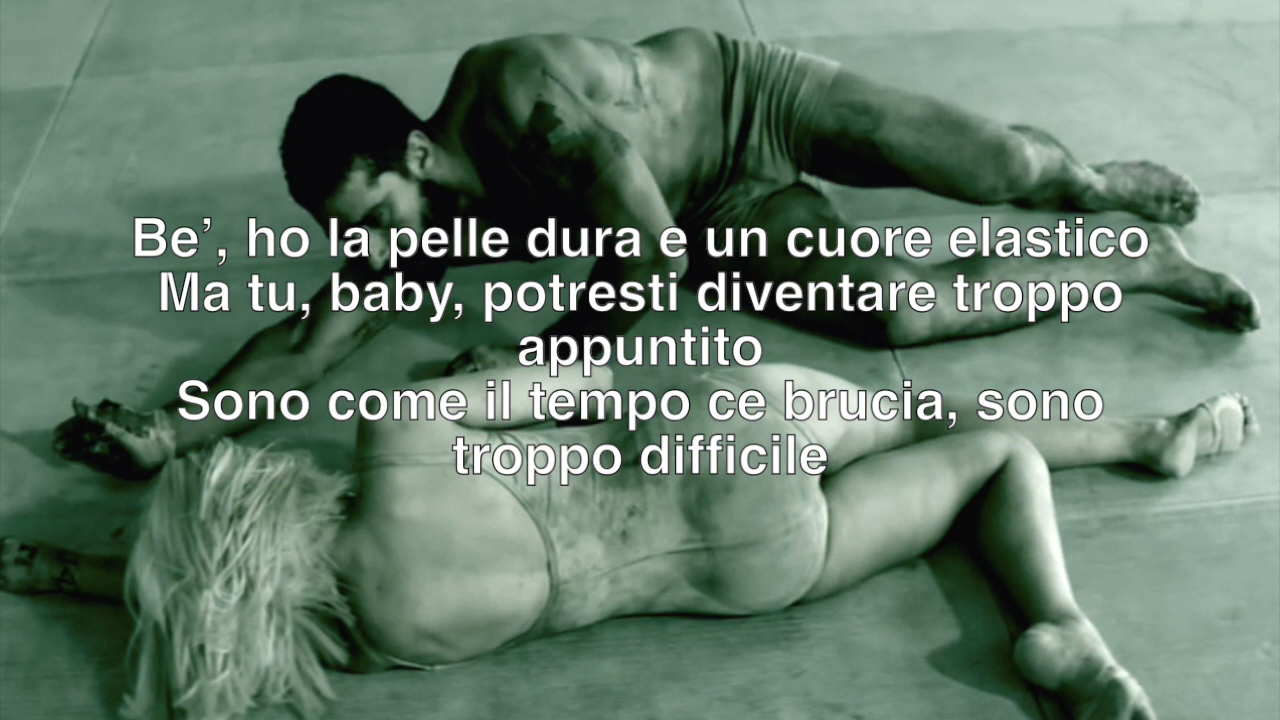 Be’, ho la pelle dura e un cuore elastico
Ma tu, baby, potresti diventare troppo
appuntito
Sono come il tempo ce brucia, sono
troppo difficile